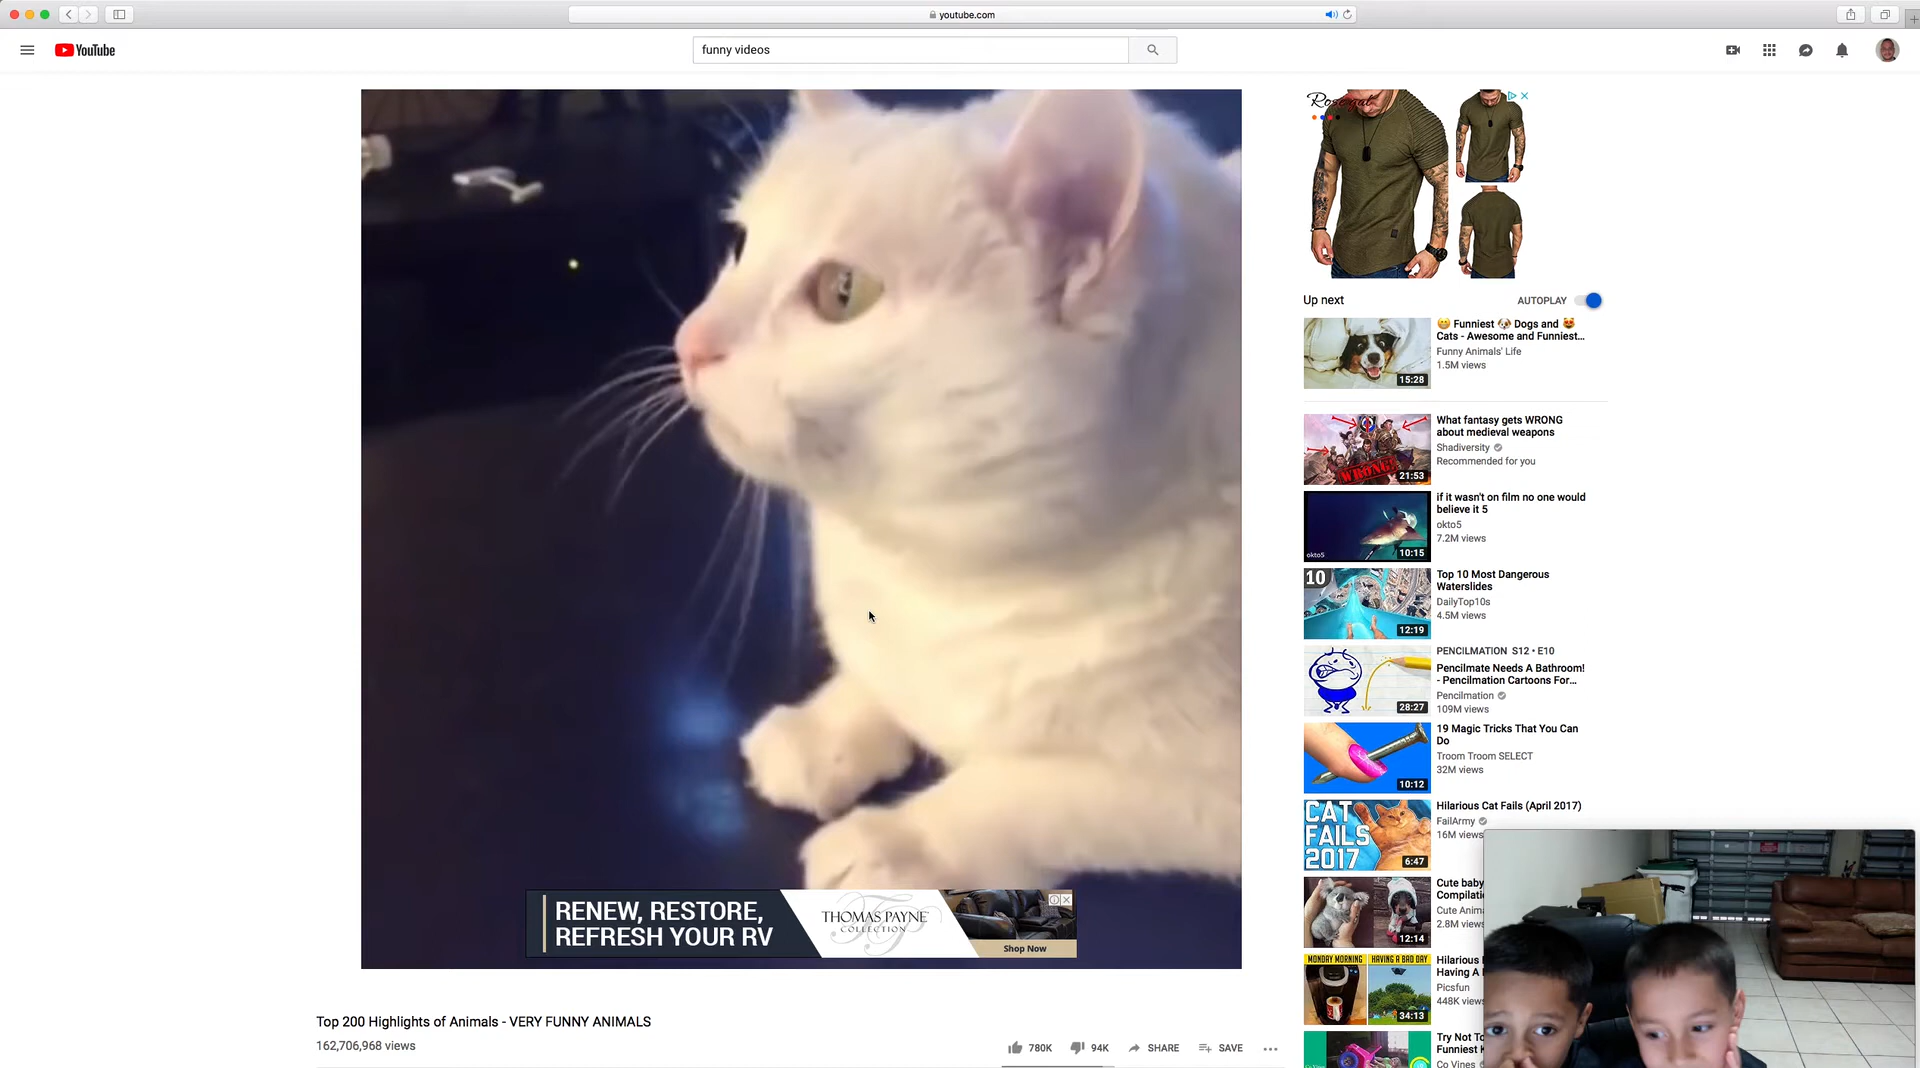 youtube.com
YouTube
funny videos
Rosegal
Up next
AUTOPLAY
Funniest Dogs and
Cats - Awesome and Funniest...
Funny Animals' Life
1.5M views
15:28
What fantasy gets WRONG
about medieval weapons
Shadiversity
Recommended for you
WRONG!
21:53
if it wasn't on film no one would
believe it 5
okto5
7.2M views
okto5
10:15
10
Top 10 Most Dangerous
Waterslides
DailyTop10s
4.5M views
12:19
PENCILMATION S12 • E10
Pencilmate Needs A Bathroom!
- Pencilmation Cartoons For...
Pencilmation
109M views
28:27
19 Magic Tricks That You Can
Do
Troom Troom SELECT
32M views
10:12
Hilarious Cat Fails (April 2017)
FailArmy
16M views
CAT
FAILS
2017
6:47
Cute baby
Compilati
Cute Anim
2.8M views
12:14
MONDAY MORNING
HAVING A BAD DAY
Hilarious
Having A
Picsfun
448K views
34:13
Try Not To
Funniest
Co Vines
RENEW, RESTORE,
REFRESH YOUR RV
THOMAS PAYNE
COLLECTION
Shop Now
Top 200 Highlights of Animals - VERY FUNNY ANIMALS
162,706,968 views
780K
94K
SHARE
SAVE